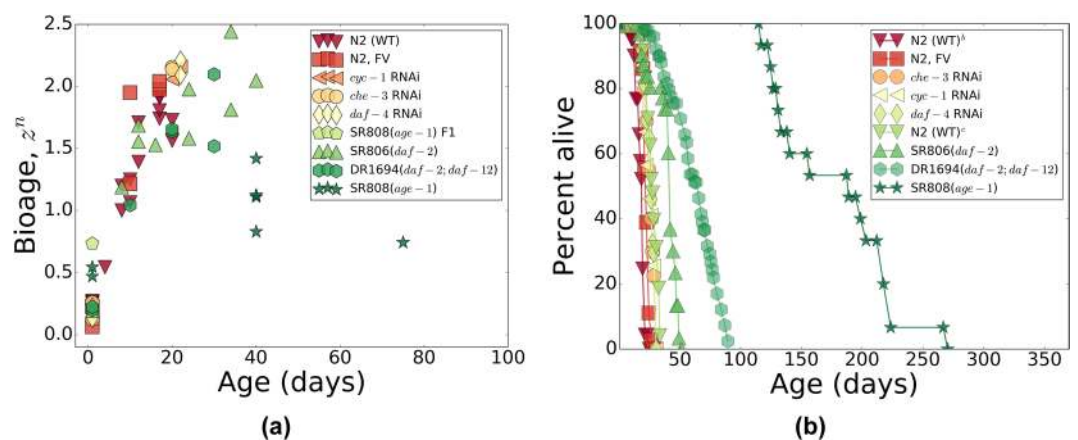 2.5
2.0
1.5
1.0
0.5
0.0
Bioage, zⁿ
N2 (WT)
N2, FV
cyc−1 RNAi
che−3 RNAi
daf−4 RNAi
SR808(age−1) F1
SR806(daf−2)
DR1694(daf−2; daf−12)
SR808(age−1)
0 20 40 60 80 100
Age (days)
(a)
100
80
60
40
20
0
Percent alive
N2 (WT)ᵇ
N2, FV
che−3 RNAi
cyc−1 RNAi
daf−4 RNAi
N2 (WT)ᵃ
SR806(daf−2)
DR1694(daf−2; daf−12)
SR808(age−1)
50 100 150 200 250 300 350
Age (days)
(b)